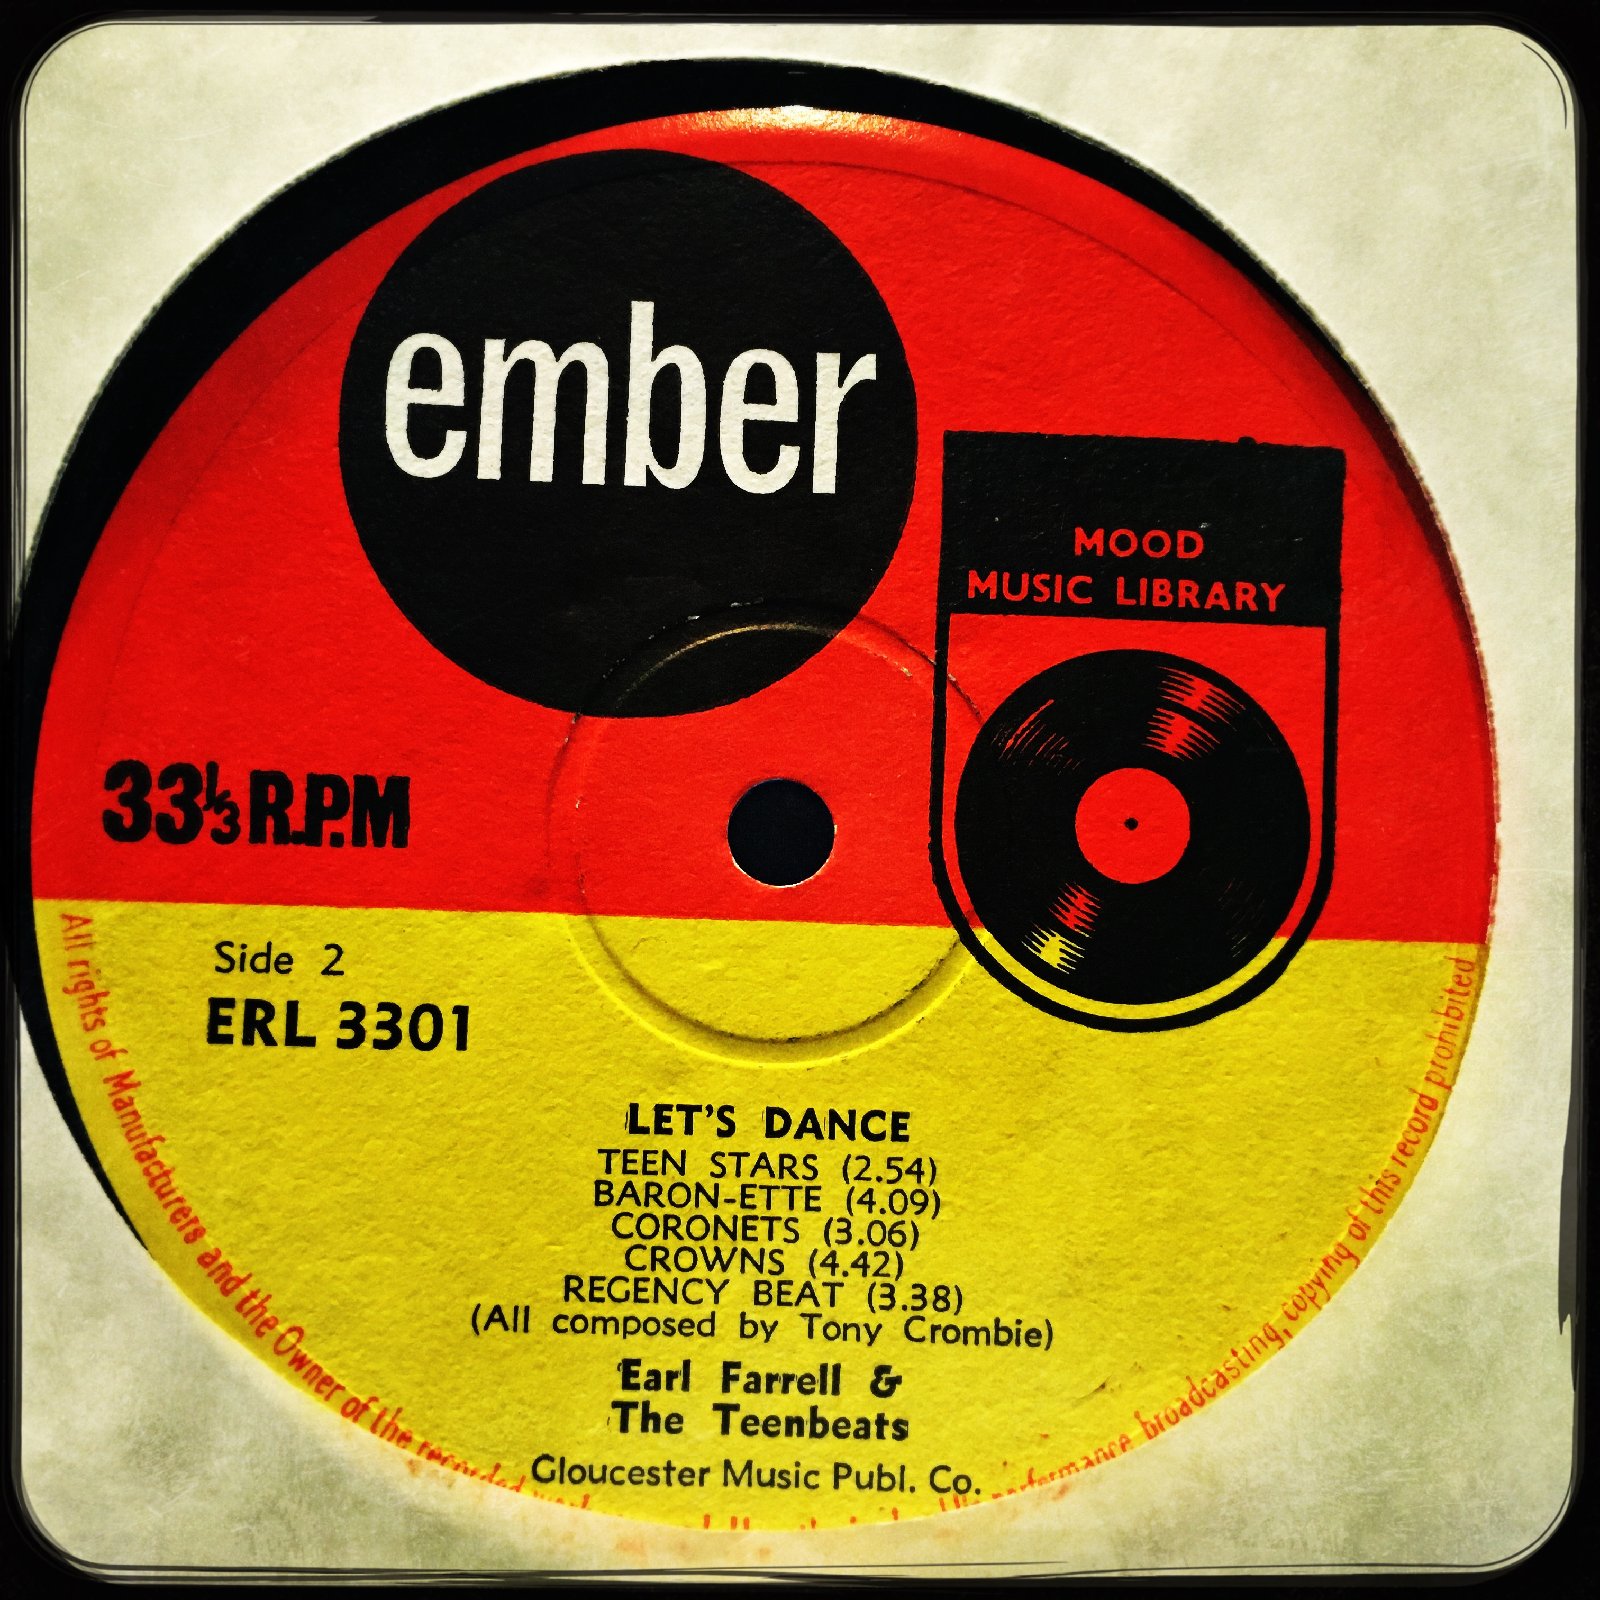 ember
MOOD
MUSIC LIBRARY
33⅓ R.P.M
Side 2
ERL 3301
LET'S DANCE
TEEN STARS (2.54)
BARON-ETTE (4.09)
CORONETS (3.06)
CROWNS (4.42)
REGENCY BEAT (3.38)
(All composed by Tony Crombie)
Earl Farrell &
The Teenbeats
Gloucester Music Publ. Co.
All rights of Manufacturers and the Owner of the recorded performance broadcasting, copying of this record prohibited